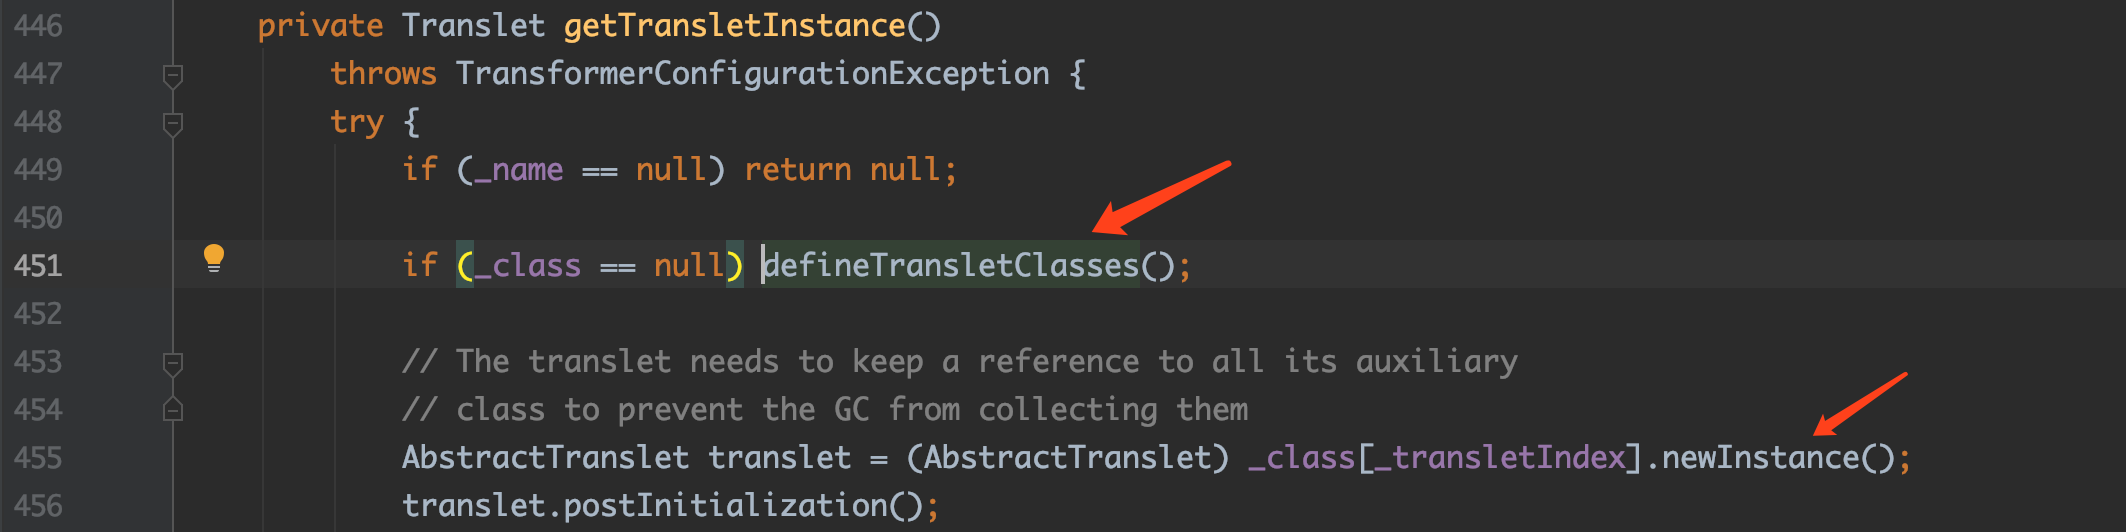 446 private Translet getTransletInstance()
447 throws TransformerConfigurationException {
448 try {
449 if (_name == null) return null;
450
451 if (_class == null) defineTransletClasses();
452
453 // The translet needs to keep a reference to all its auxiliary
454 // class to prevent the GC from collecting them
455 AbstractTranslet translet = (AbstractTranslet) _class[_transletIndex].newInstance();
456 translet.postInitialization();